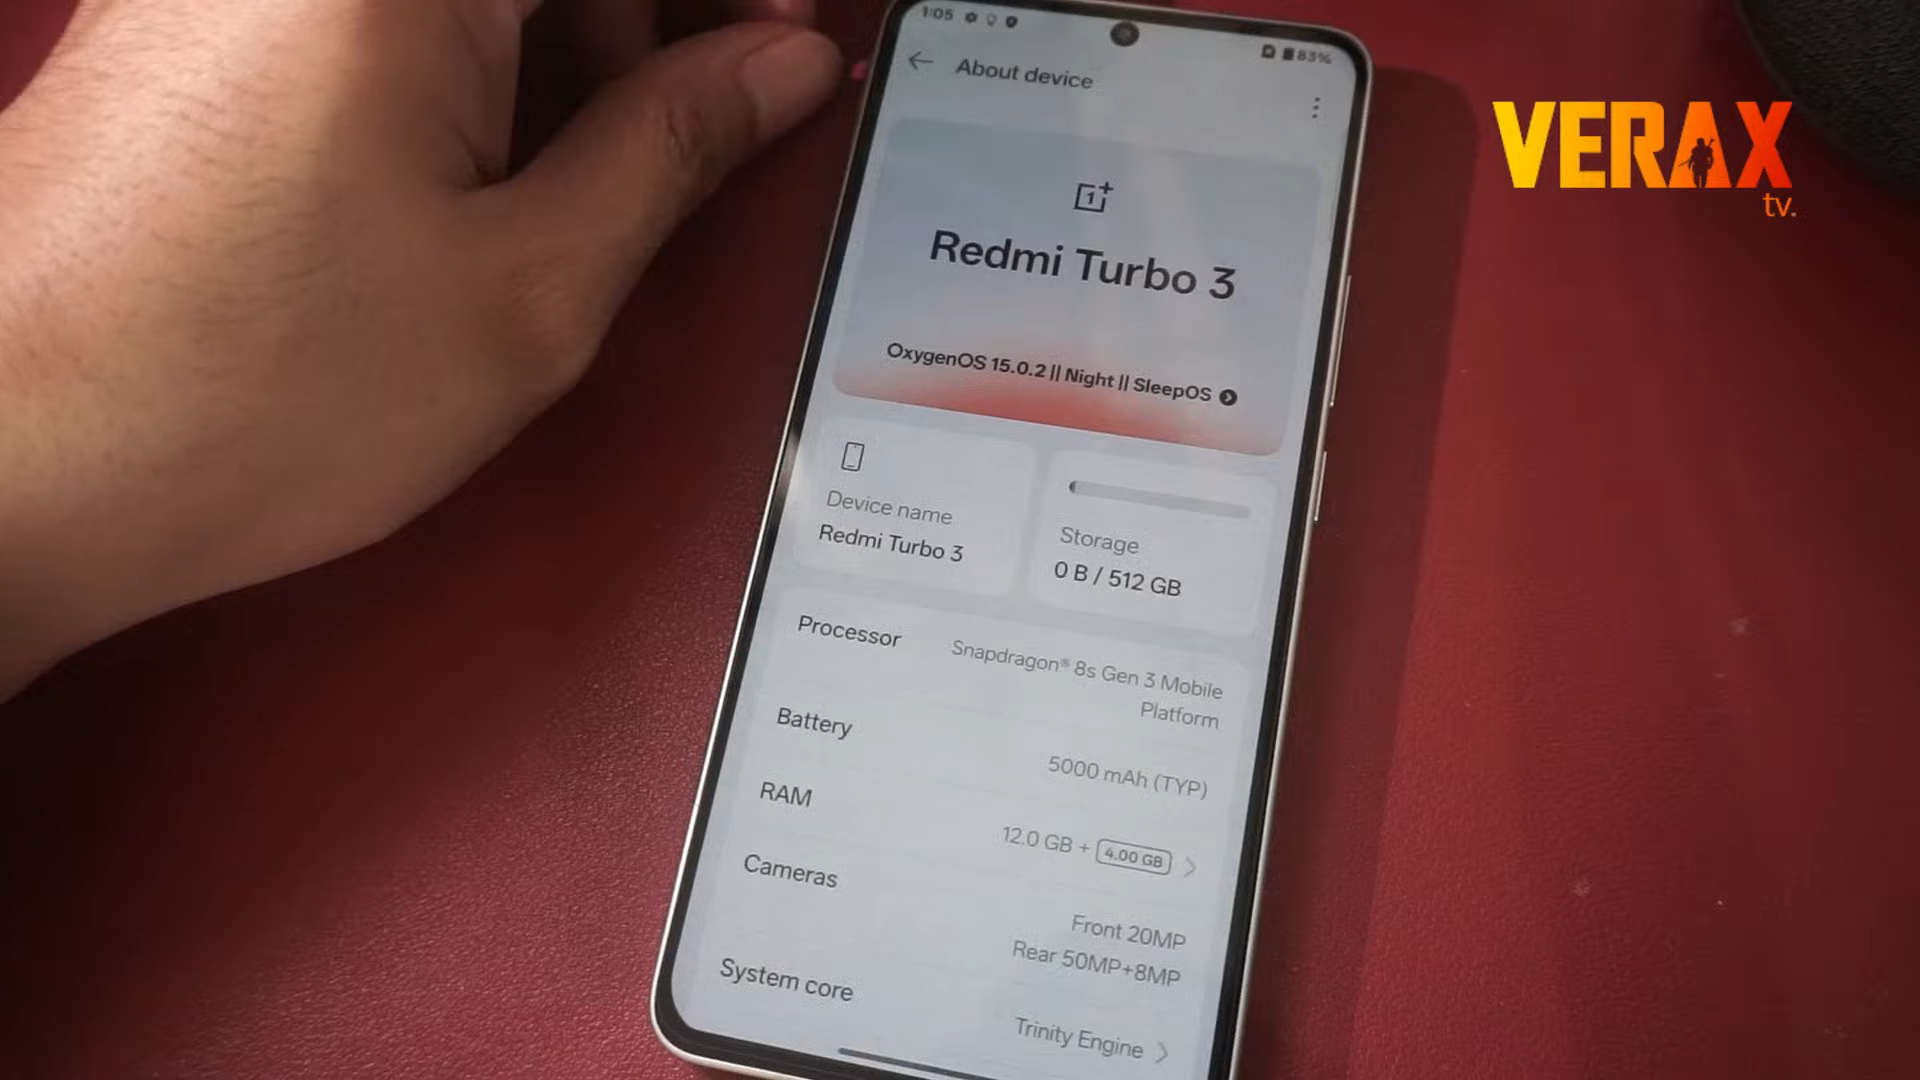 1:05
83%
About device
VERAX
tv.
1+
Redmi Turbo 3
OxygenOS 15.0.2 || Night || SleepOS
Device name
Redmi Turbo 3
Storage
0 B / 512 GB
Processor
Snapdragon® 8s Gen 3 Mobile
Platform
Battery
5000 mAh (TYP)
RAM
12.0 GB + 4.00 GB
Cameras
Front 20MP
Rear 50MP+8MP
System core
Trinity Engine